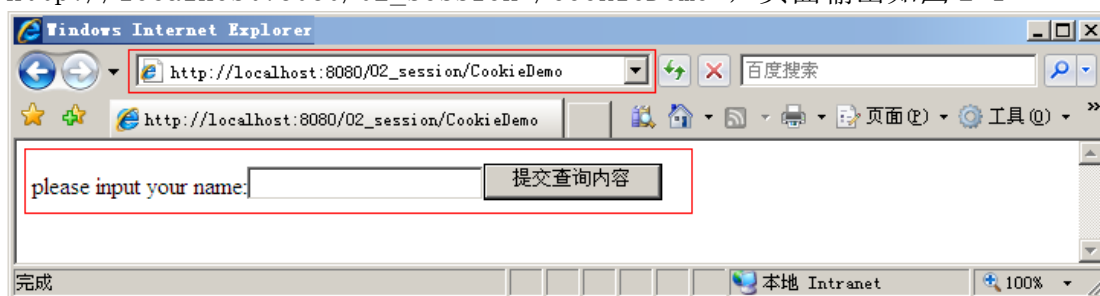 Windows Internet Explorer
http://localhost:8080/02_session/CookieDemo
百度搜索
http://localhost:8080/02_session/CookieDemo
页面(P)
工具(O)
»
please input your name:
提交查询内容
完成
本地 Intranet
100%